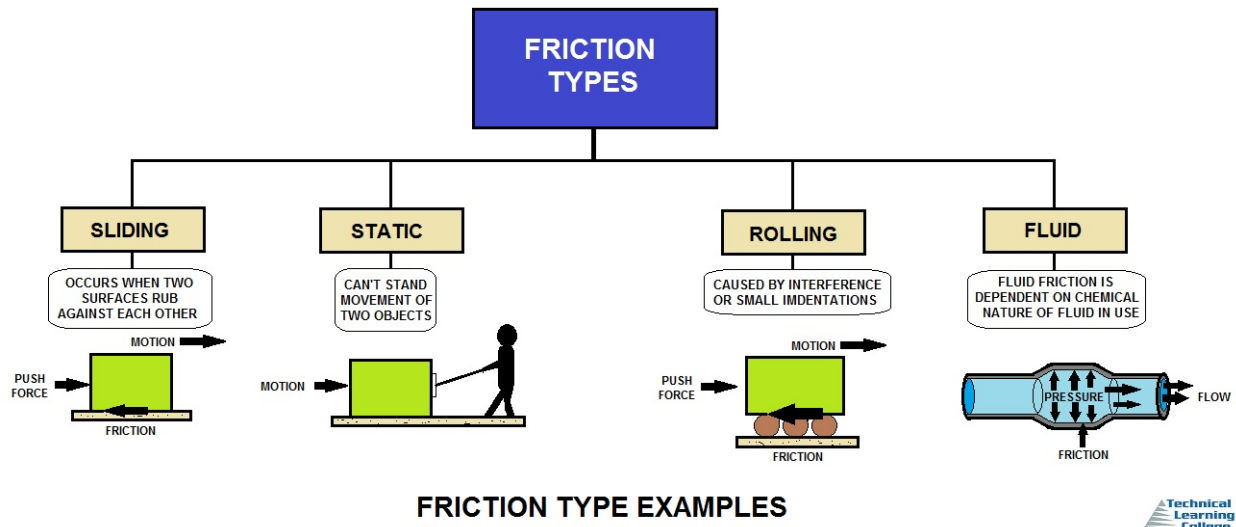 FRICTION
TYPES
SLIDING
STATIC
ROLLING
FLUID
OCCURS WHEN TWO
SURFACES RUB
AGAINST EACH OTHER
CAN'T STAND
MOVEMENT OF
TWO OBJECTS
CAUSED BY INTERFERENCE
OR SMALL IMDENTATIONS
FLUID FRICTION IS
DEPENDENT ON CHEMICAL
NATURE OF FLUID IN USE
MOTION
PUSH
FORCE
FRICTION
MOTION
MOTION
PUSH
FORCE
FRICTION
PRESSURE
FLOW
FRICTION
FRICTION TYPE EXAMPLES
Technical
Learning
College